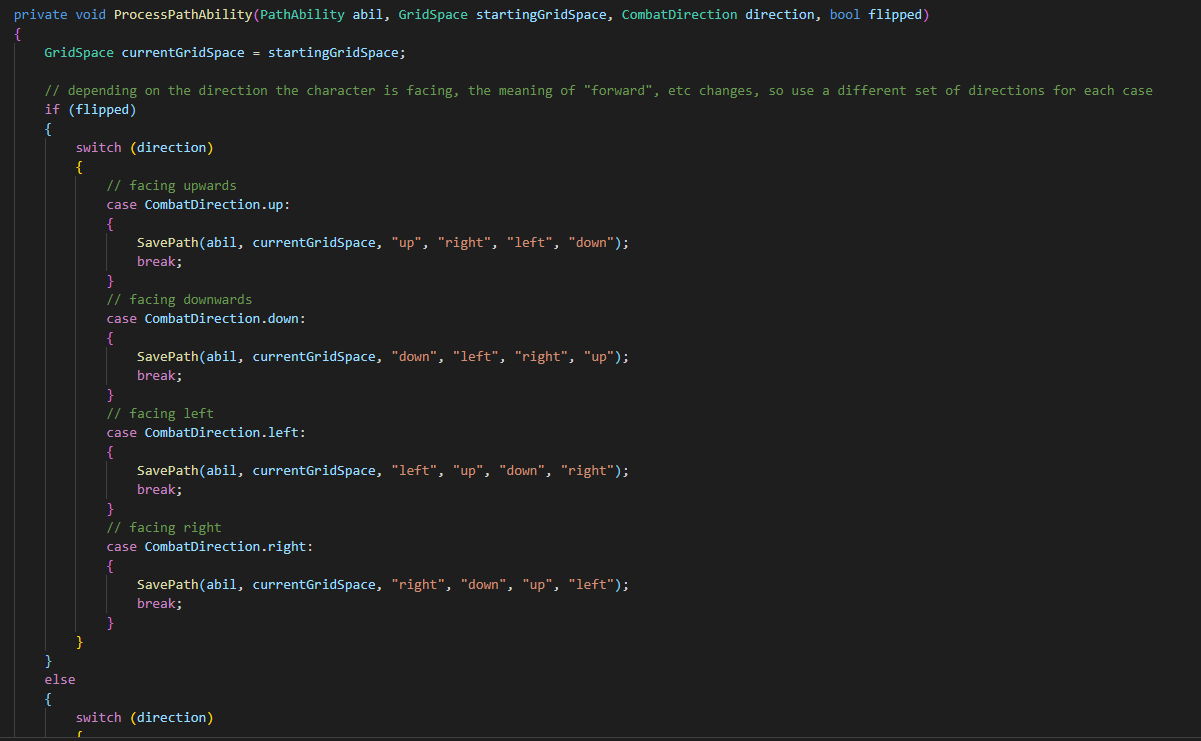 private void ProcessPathAbility(PathAbility abil, GridSpace startingGridSpace, CombatDirection direction, bool flipped)
{
    GridSpace currentGridSpace = startingGridSpace;

    // depending on the direction the character is facing, the meaning of "forward", etc changes, so use a different set of directions for each case
    if (flipped)
    {
        switch (direction)
        {
            // facing upwards
            case CombatDirection.up:
            {
                SavePath(abil, currentGridSpace, "up", "right", "left", "down");
                break;
            }
            // facing downwards
            case CombatDirection.down:
            {
                SavePath(abil, currentGridSpace, "down", "left", "right", "up");
                break;
            }
            // facing left
            case CombatDirection.left:
            {
                SavePath(abil, currentGridSpace, "left", "up", "down", "right");
                break;
            }
            // facing right
            case CombatDirection.right:
            {
                SavePath(abil, currentGridSpace, "right", "down", "up", "left");
                break;
            }
        }
    }
    else
    {
        switch (direction)
        {